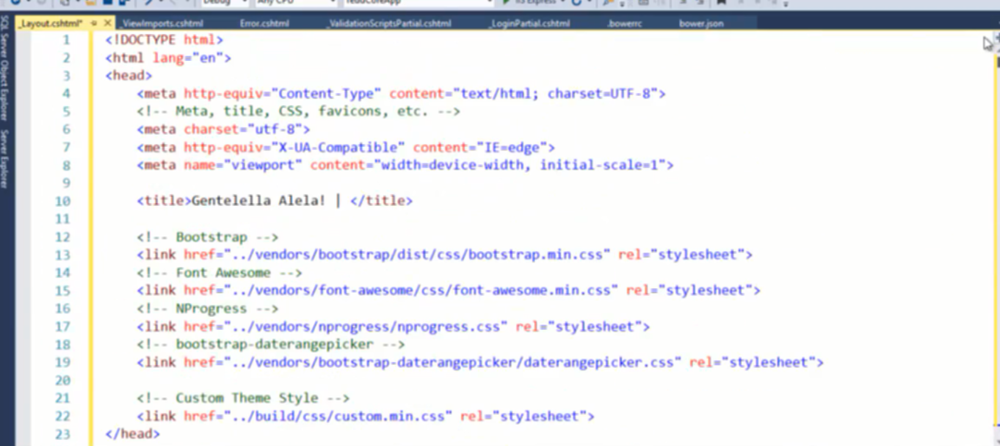 Debug Any CPU IIS Express
_Layout.cshtml* _ViewImports.cshtml Error.cshtml _ValidationScriptsPartial.cshtml _LoginPartial.cshtml .bowerrc bower.json
SQL Server Object Explorer
Server Explorer
1 <!DOCTYPE html>
2 <html lang="en">
3 <head>
4 <meta http-equiv="Content-Type" content="text/html; charset=UTF-8">
5 <!-- Meta, title, CSS, favicons, etc. -->
6 <meta charset="utf-8">
7 <meta http-equiv="X-UA-Compatible" content="IE=edge">
8 <meta name="viewport" content="width=device-width, initial-scale=1">
9
10 <title>Gentelella Alela! | </title>
11
12 <!-- Bootstrap -->
13 <link href="../vendors/bootstrap/dist/css/bootstrap.min.css" rel="stylesheet">
14 <!-- Font Awesome -->
15 <link href="../vendors/font-awesome/css/font-awesome.min.css" rel="stylesheet">
16 <!-- NProgress -->
17 <link href="../vendors/nprogress/nprogress.css" rel="stylesheet">
18 <!-- bootstrap-daterangepicker -->
19 <link href="../vendors/bootstrap-daterangepicker/daterangepicker.css" rel="stylesheet">
20
21 <!-- Custom Theme Style -->
22 <link href="../build/css/custom.min.css" rel="stylesheet">
23 </head>